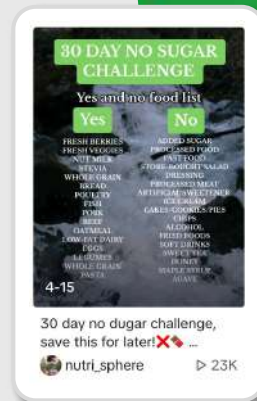 30 DAY NO SUGAR
CHALLENGE
Yes and no food list
Yes
No
FRESH BERRIES
FRESH VEGGIES
NUT MILK
STEVIA
WHOLE GRAIN
BREAD
POULTRY
FISH
PORK
BEEF
OATMEAL
LOW-FAT DAIRY
EGGS
LEGUMES
WHOLE GRAIN
PASTA
ADDED SUGAR
PROCESSED FOOD
FAST FOOD
STORE-BOUGHT SALAD
DRESSING
PROCESSED MEAT
ARTIFICIAL SWEETENER
ICE CREAM
CAKES/COOKIES/PIES
CHIPS
ALCOHOL
FRIED FOODS
SOFT DRINKS
SWEET TEA
HONEY
MAPLE SYRUP
AGAVE
4-15
30 day no dugar challenge,
save this for later!❌🍫 ...
nutri_sphere
▷ 23K